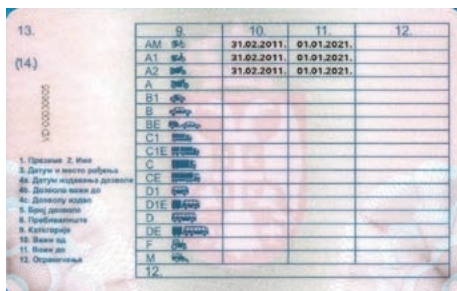 13.
9. 10. 11. 12.
AM 31.02.2011. 01.01.2021.
A1 31.02.2011. 01.01.2021.
(14.)
A2 31.02.2011. 01.01.2021.
A
B1
B
BE
C1
C1E
C
CE
D1
D1E
D
DE
F
M
12.
1. Презиме 2. Име
3. Датум и место рођења
4a. Датум издавања дозволе
4b. Дозвола важи до
4c. Дозволу издао
5. Број дозволе
8. Пребивалиште
9. Категорија
10. Важи од
11. Важи до
12. Ограничења